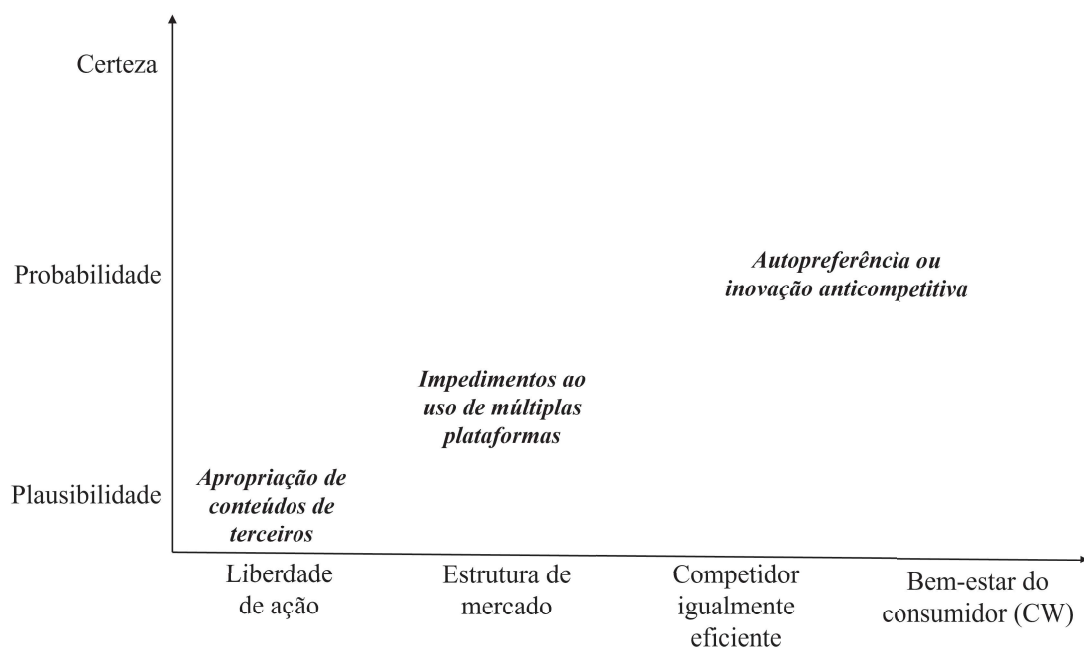 Certeza
Probabilidade
Autopreferência ou
inovação anticompetitiva
Impedimentos ao
uso de múltiplas
plataformas
Plausibilidade
Apropriação de
conteúdos de
terceiros
Liberdade
de ação
Estrutura de
mercado
Competidor
igualmente
eficiente
Bem-estar do
consumidor (CW)